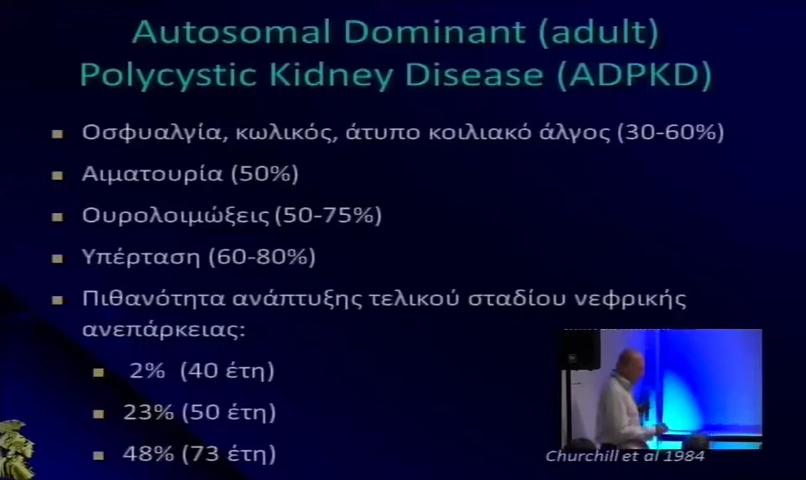 Autosomal Dominant (adult)
Polycystic Kidney Disease (ADPKD)
Οσφυαλγία, κωλικός, άτυπο κοιλιακό άλγος (30-60%)
Αιματουρία (50%)
Ουρολοιμώξεις (50-75%)
Υπέρταση (60-80%)
Πιθανότητα ανάπτυξης τελικού σταδίου νεφρικής
ανεπάρκειας:
2% (40 έτη)
23% (50 έτη)
48% (73 έτη)
Churchill et al 1984